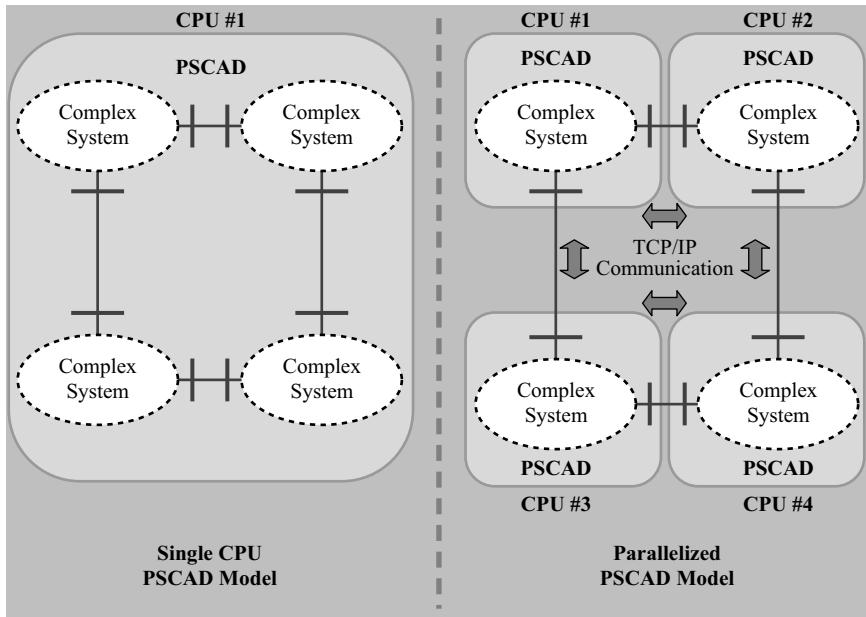 CPU #1
PSCAD
Complex
System
Complex
System
Complex
System
Complex
System
Single CPU
PSCAD Model
CPU #1
CPU #2
PSCAD
PSCAD
Complex
System
Complex
System
TCP/IP
Communication
Complex
System
Complex
System
PSCAD
PSCAD
CPU #3
CPU #4
Parallelized
PSCAD Model